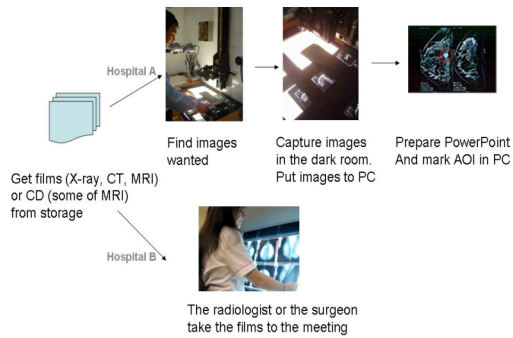 Hospital A
Find images
wanted
Capture images
in the dark room.
Put images to PC
Prepare PowerPoint
And mark AOI in PC
Get films (X-ray, CT, MRI)
or CD (some of MRI)
from storage
Hospital B
The radiologist or the surgeon
take the films to the meeting